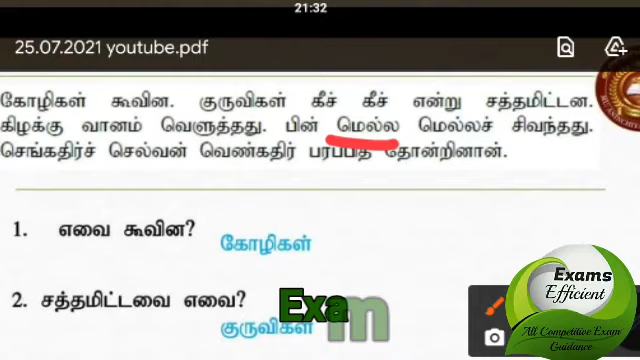 21:32
25.07.2021 youtube.pdf
கோழிகள் கூவின. குருவிகள் கீச் கீச் என்று சத்தமிட்டன.
கிழக்கு வானம் வெளுத்தது. பின் மெல்ல மெல்லச் சிவந்தது.
செங்கதிர்ச் செல்வன் வெண்கதிர் பரப்பித் தோன்றினான்.
1. எவை கூவின?
கோழிகள்
2. சத்தமிட்டவை எவை?
குருவிகள்
Exam
Exams
Efficient
All Competitive Exam
Guidance